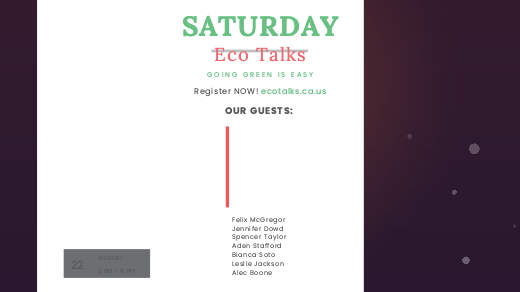 SATURDAY
Eco Talks
GOING GREEN IS EASY
Register NOW! ecotalks.ca.us
OUR GUESTS:
Felix McGregor
Jennifer Dowd
Spencer Taylor
Aden Stafford
Bianca Soto
Leslie Jackson
Alec Boone
22
AUGUST